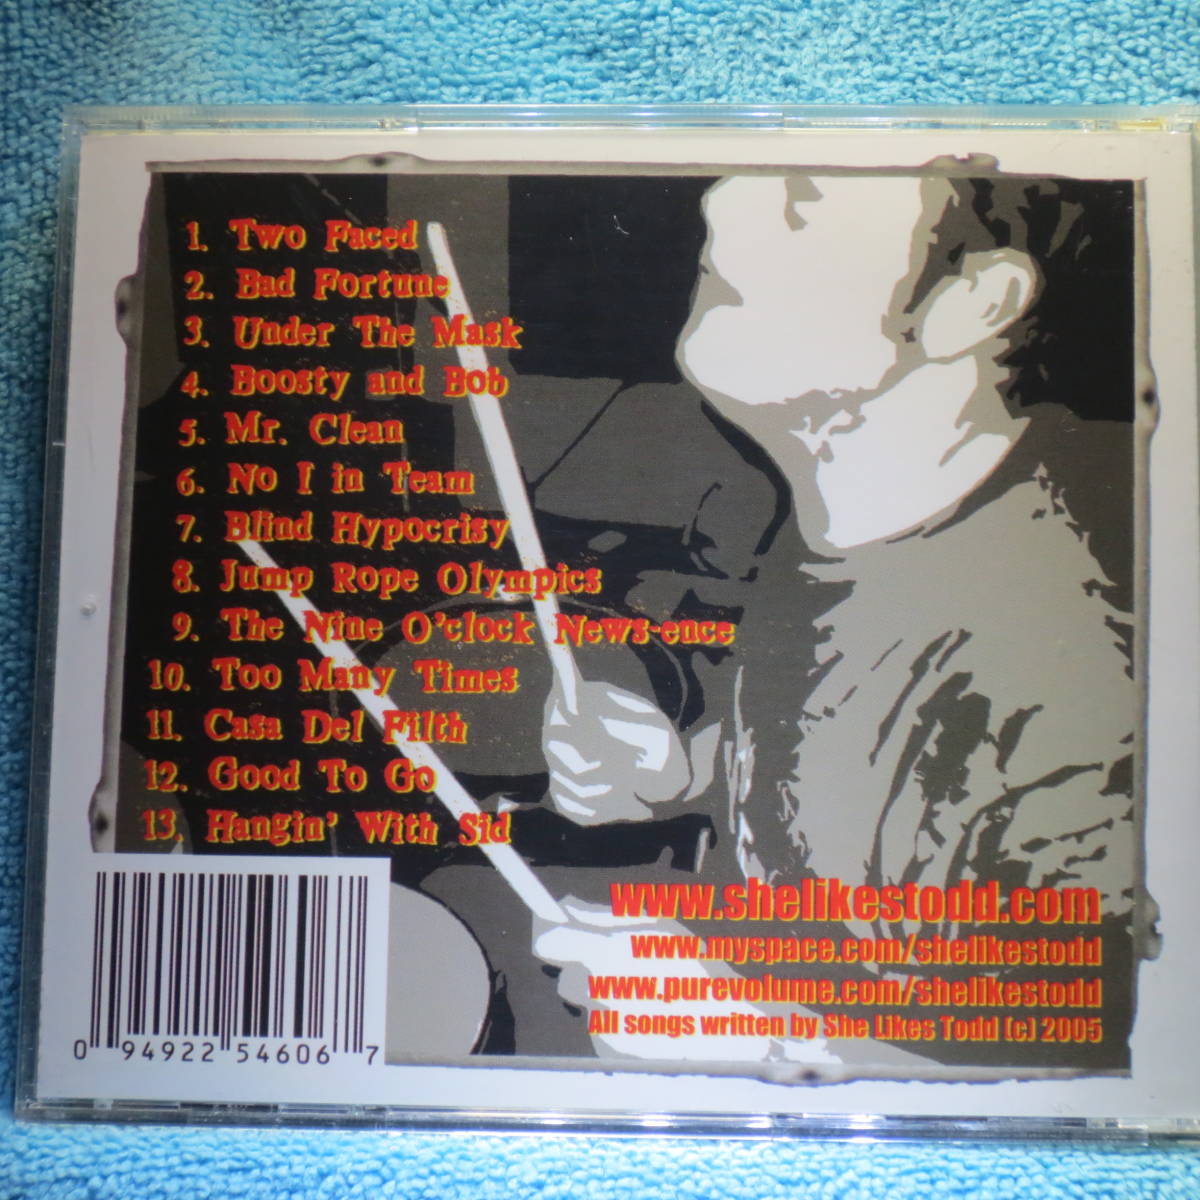 1. Two Faced
2. Bad Fortune
3. Under The Mask
4. Boosty and Bob
5. Mr. Clean
6. No I in Team
7. Blind Hypocrisy
8. Jump Rope Olympics
9. The Nine O'clock News-ence
10. Too Many Times
11. Casa Del Filth
12. Good To Go
13. Hangin' With Sid
www.shelikestodd.com
www.myspace.com/shelikestodd
www.purevolume.com/shelikestodd
All songs written by She Likes Todd (c) 2005
0 94922 54606 7